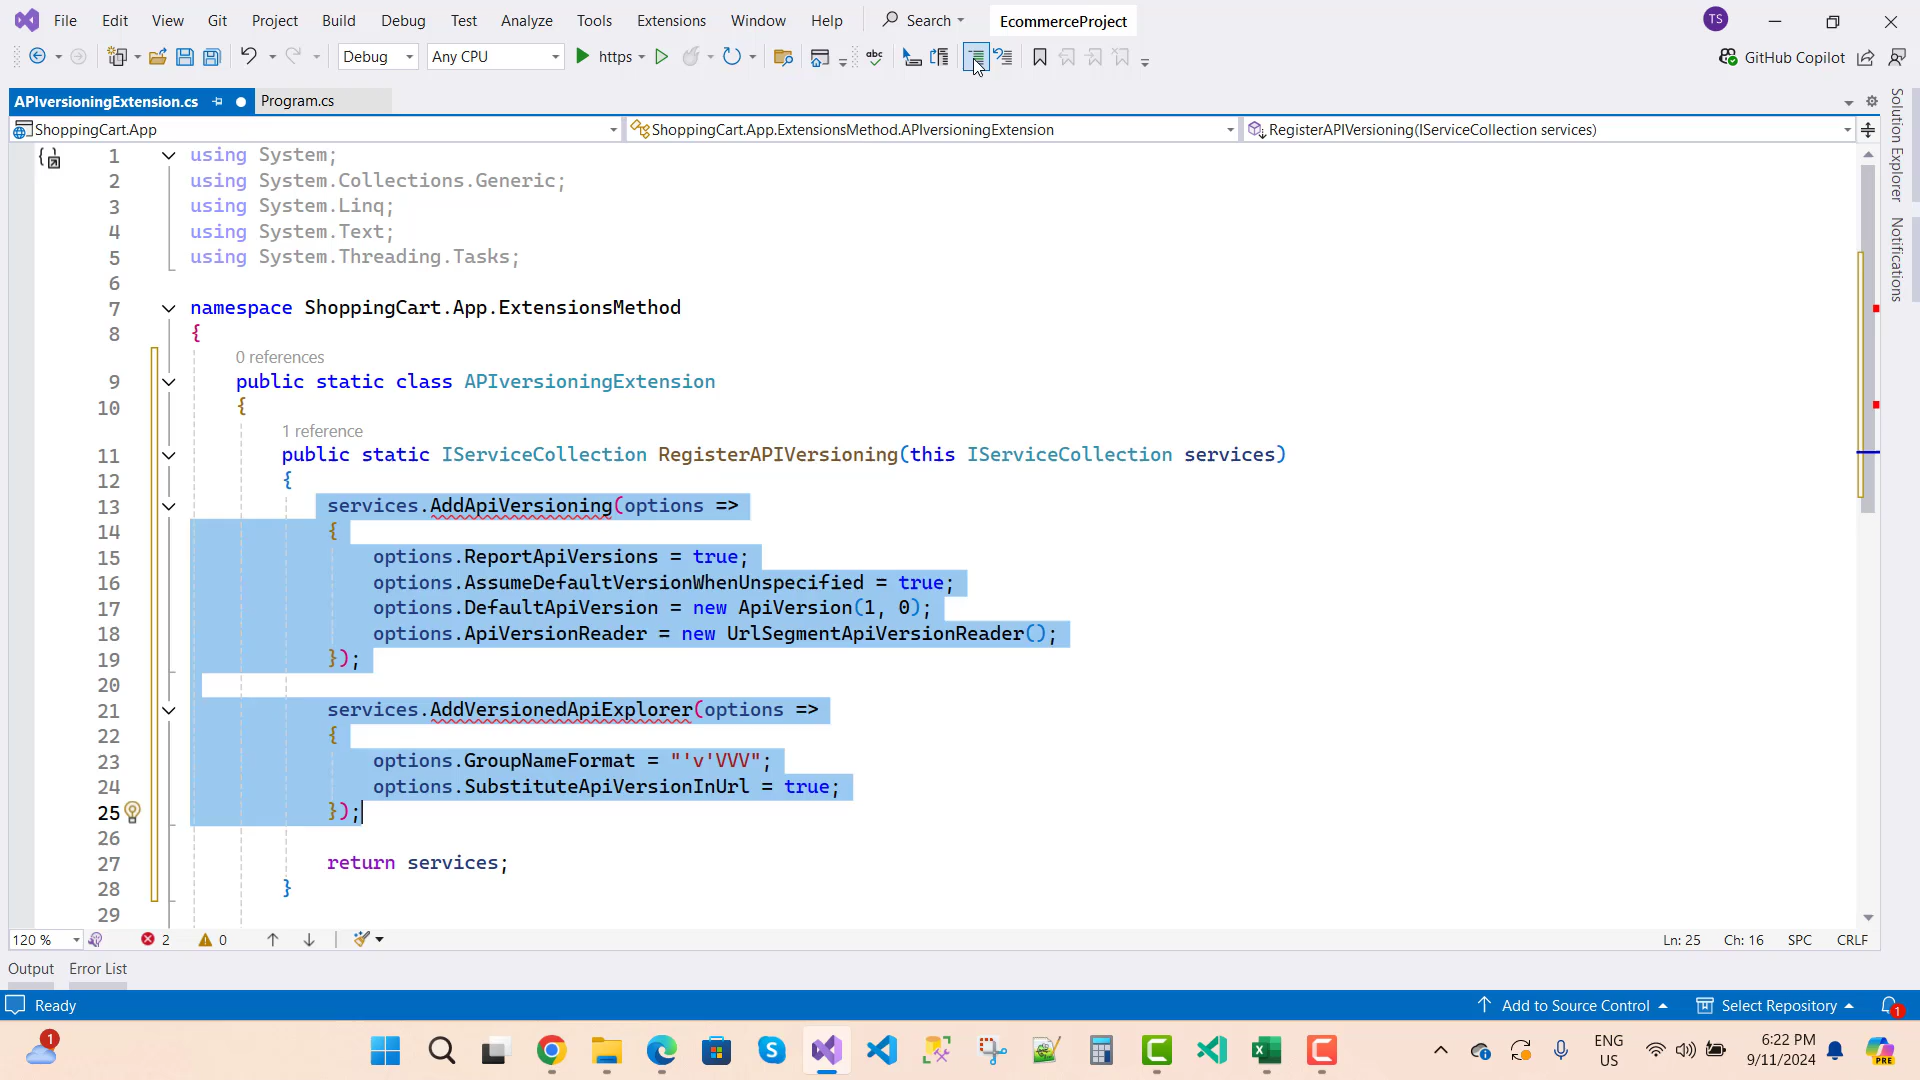 File Edit View Git Project Build Debug Test Analyze Tools Extensions Window Help Search EcommerceProject TS
Debug Any CPU https abc GitHub Copilot
APIversioningExtension.cs Program.cs
ShoppingCart.App ShoppingCart.App.ExtensionsMethod.APIversioningExtension RegisterAPIVersioning(IServiceCollection services)
1 using System;
2 using System.Collections.Generic;
3 using System.Linq;
4 using System.Text;
5 using System.Threading.Tasks;
6
7 namespace ShoppingCart.App.ExtensionsMethod
8 {
0 references
9 public static class APIversioningExtension
10 {
1 reference
11 public static IServiceCollection RegisterAPIVersioning(this IServiceCollection services)
12 {
13 services.AddApiVersioning(options =>
14 {
15 options.ReportApiVersions = true;
16 options.AssumeDefaultVersionWhenUnspecified = true;
17 options.DefaultApiVersion = new ApiVersion(1, 0);
18 options.ApiVersionReader = new UrlSegmentApiVersionReader();
19 });
20
21 services.AddVersionedApiExplorer(options =>
22 {
23 options.GroupNameFormat = "'v'VVV";
24 options.SubstituteApiVersionInUrl = true;
25 });
26
27 return services;
28 }
29
Solution Explorer
Notifications
120 % 2 0 Ln: 25 Ch: 16 SPC CRLF
Output Error List
Ready Add to Source Control Select Repository 1
1 ENG US 6:22 PM 9/11/2024 PRE